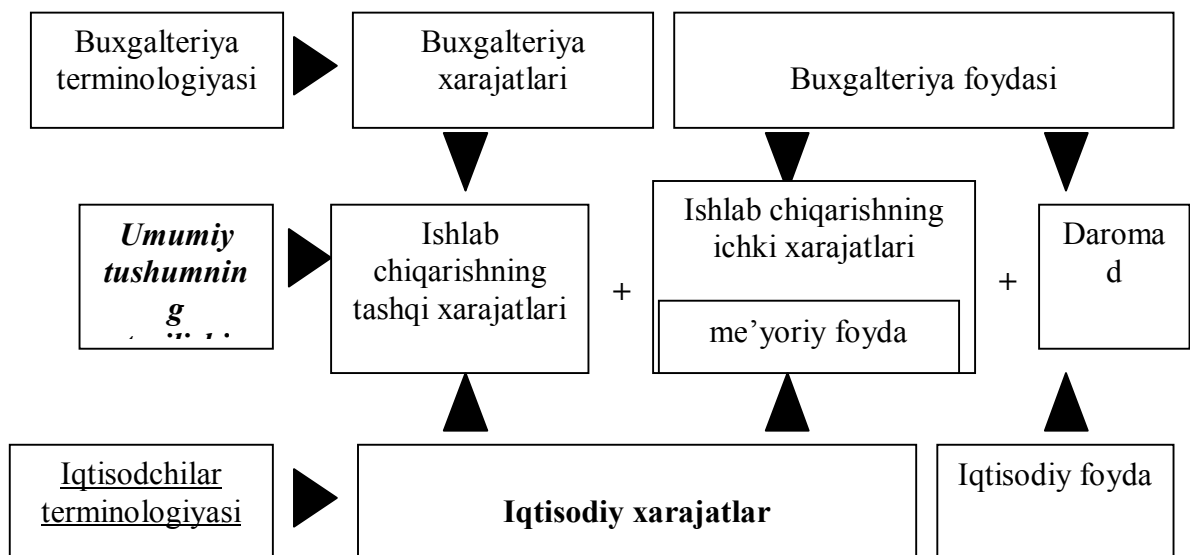 Buxgalteriya
terminologiyasi
Buxgalteriya
xarajatlari
Buxgalteriya foydasi
Umumiy
tushumnin
g
Ishlab
chiqarishning
tashqi xarajatlari
+
Ishlab chiqarishning
ichki xarajatlari
me’yoriy foyda
+
Daroma
d
Iqtisodchilar
terminologiyasi
Iqtisodiy xarajatlar
Iqtisodiy foyda